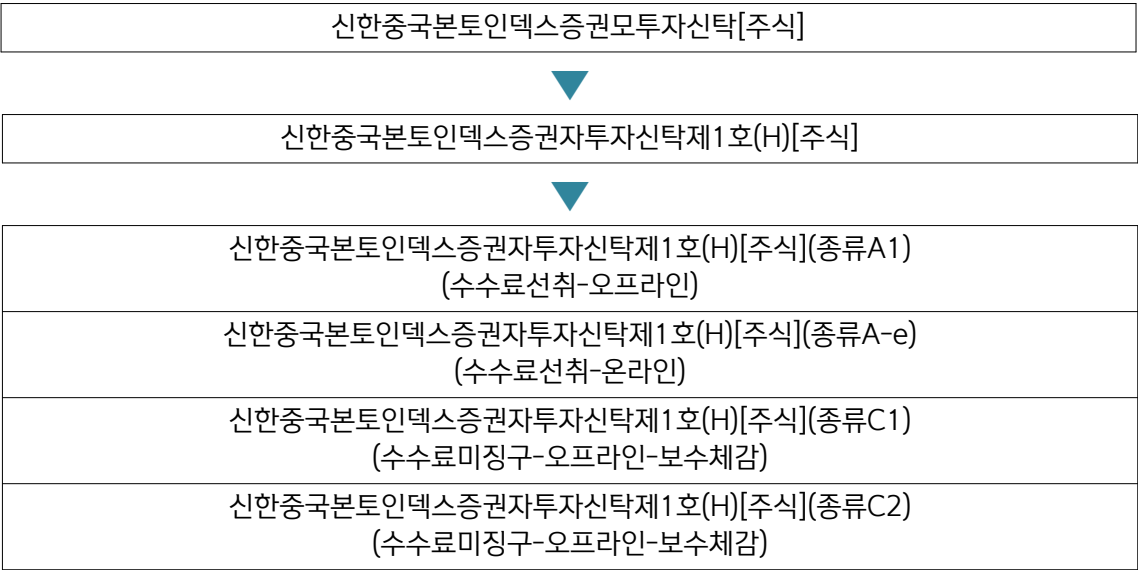 신한중국본토인덱스증권모투자신탁[주식]
신한중국본토인덱스증권자투자신탁제1호(H)[주식]
신한중국본토인덱스증권자투자신탁제1호(H)[주식](종류A1)
(수수료선취-오프라인)
신한중국본토인덱스증권자투자신탁제1호(H)[주식](종류A-e)
(수수료선취-온라인)
신한중국본토인덱스증권자투자신탁제1호(H)[주식](종류C1)
(수수료미징구-오프라인-보수체감)
신한중국본토인덱스증권자투자신탁제1호(H)[주식](종류C2)
(수수료미징구-오프라인-보수체감)